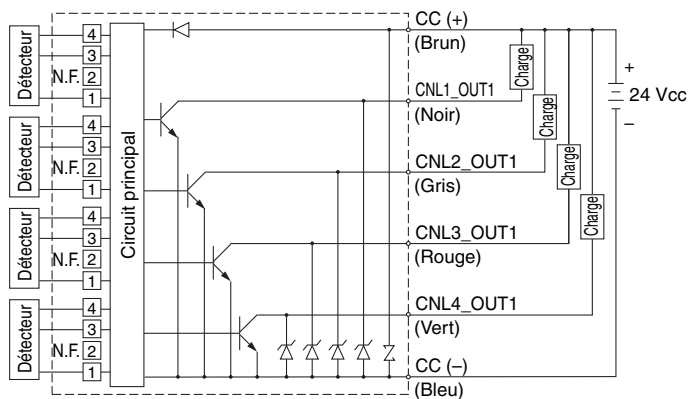 CC (+)
(Brun)
CNL1_OUT1
(Noir)
CNL2_OUT1
(Gris)
CNL3_OUT1
(Rouge)
CNL4_OUT1
(Vert)
CC (–)
(Bleu)
Charge
Charge
Charge
Charge
+
24 Vcc
–
Circuit principal
Détecteur
4
3
N.F. 2
1
Détecteur
4
3
N.F. 2
1
Détecteur
4
3
N.F. 2
1
Détecteur
4
3
N.F. 2
1